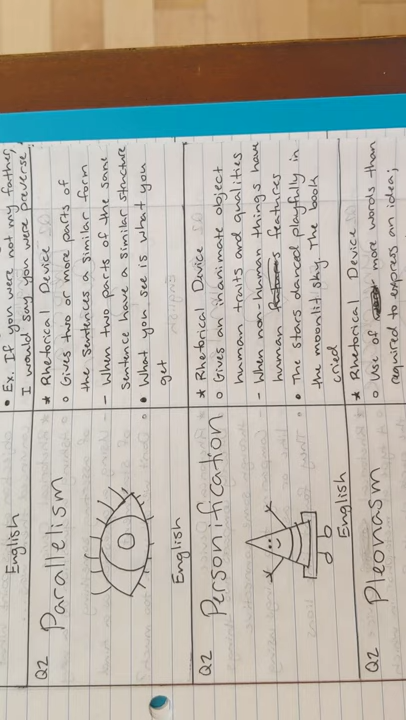 • Ex. If you were not my father,
I would say you were preverse
English
Q2 Parallelism
English
* Rhetorical Device
o Gives two or more parts of
the sentences a similar form
- When two parts of the same
sentence have a similar structure
• What you see is what you
get
Q2 Personification
English
* Rhetorical Davice
o Gives an inanimate object
human traits and qualities
- When non-human things have
human features
• The stars danced playfully in
the moonlit sky. The book
cried
Q2 Pleonasm
* Rhetorical Device
o Use of more words than
required to express an idea;